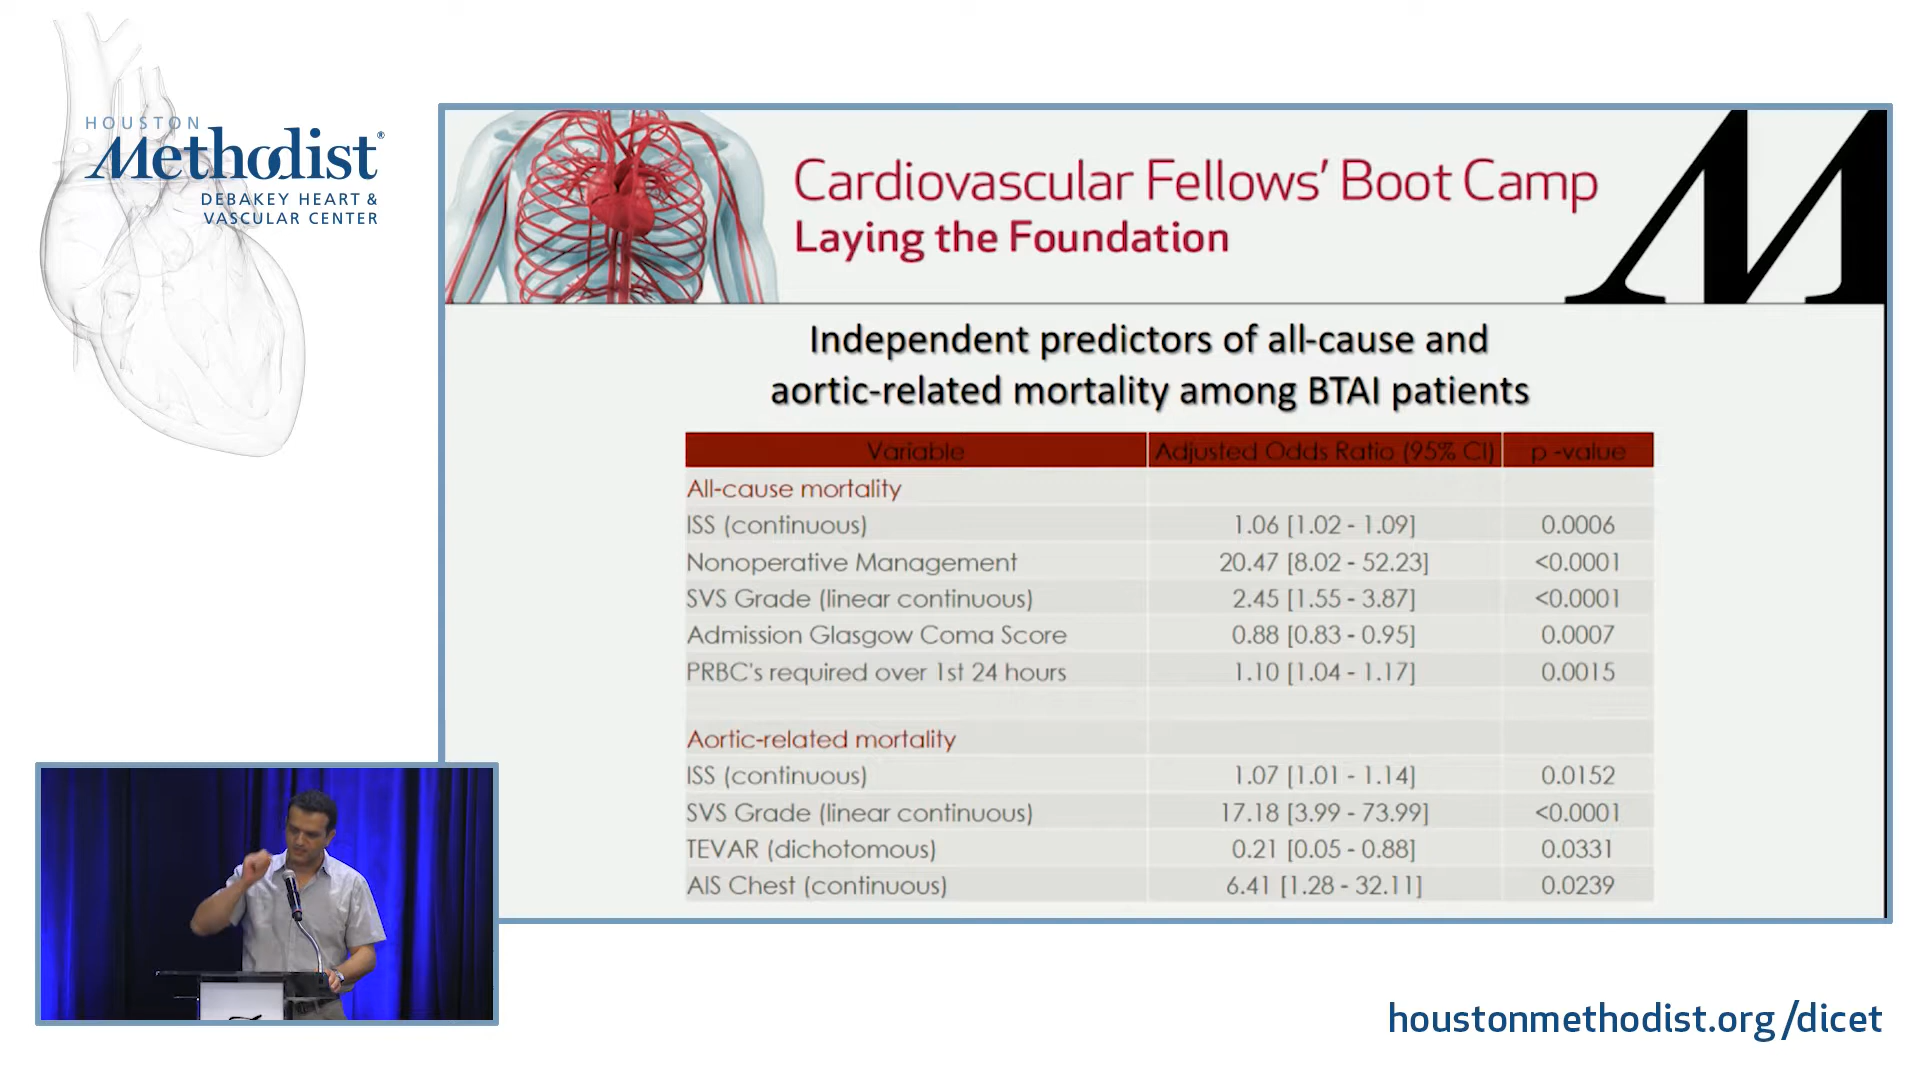 HOUSTON
Methodist®
DEBAKEY HEART &
VASCULAR CENTER
Cardiovascular Fellows' Boot Camp
Laying the Foundation
M
Independent predictors of all-cause and
aortic-related mortality among BTAI patients
Variable Adjusted Odds Ratio (95% CI) p -value
All-cause mortality
ISS (continuous) 1.06 [1.02 - 1.09] 0.0006
Nonoperative Management 20.47 [8.02 - 52.23] <0.0001
SVS Grade (linear continuous) 2.45 [1.55 - 3.87] <0.0001
Admission Glasgow Coma Score 0.88 [0.83 - 0.95] 0.0007
PRBC's required over 1st 24 hours 1.10 [1.04 - 1.17] 0.0015
Aortic-related mortality
ISS (continuous) 1.07 [1.01 - 1.14] 0.0152
SVS Grade (linear continuous) 17.18 [3.99 - 73.99] <0.0001
TEVAR (dichotomous) 0.21 [0.05 - 0.88] 0.0331
AIS Chest (continuous) 6.41 [1.28 - 32.11] 0.0239
houstonmethodist.org/dicet